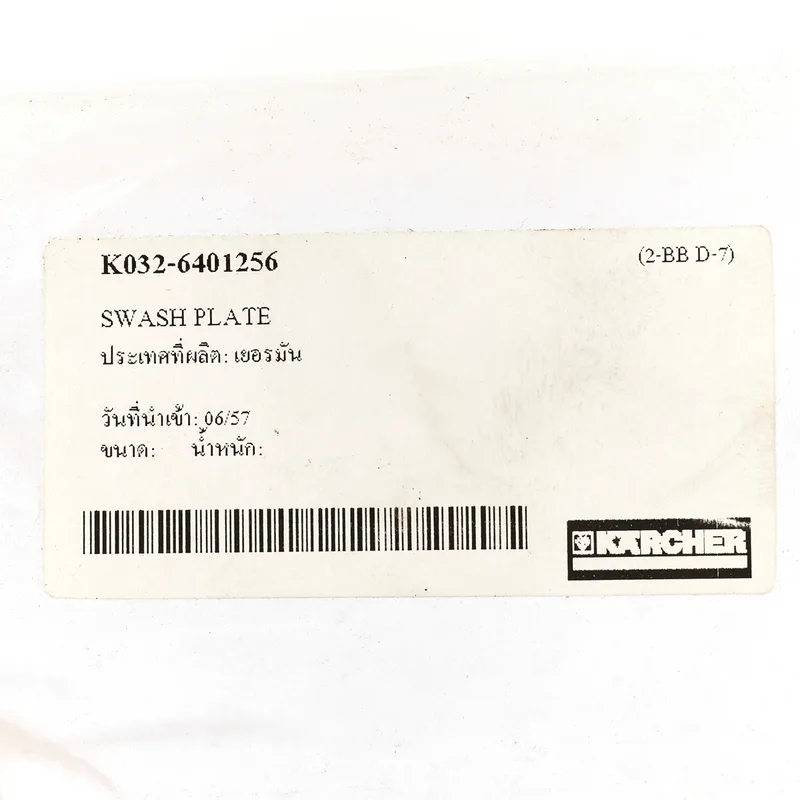 K032-6401256
(2-BB D-7)
SWASH PLATE
ประเทศที่ผลิต: เยอรมัน
วันที่นำเข้า: 06/57
ขนาด: น้ำหนัก:
KÄRCHER